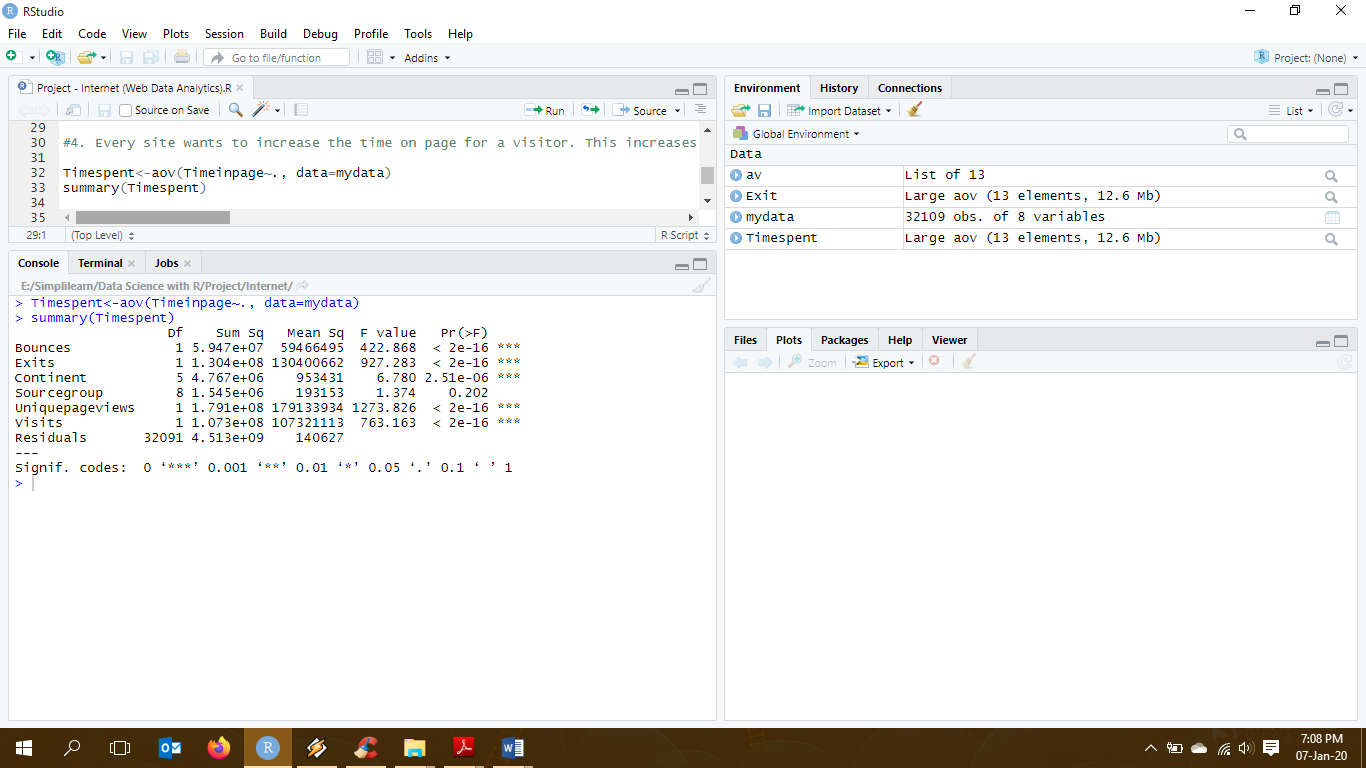 RStudio
File Edit Code View Plots Session Build Debug Profile Tools Help
Go to file/function Addins Project: (None)
Project - Internet (Web Data Analytics).R
Source on Save Run Source
29
30 #4. Every site wants to increase the time on page for a visitor. This increases
31
32 Timespent<-aov(Timeinpage~., data=mydata)
33 summary(Timespent)
34
35
29:1 (Top Level) R Script
Console Terminal Jobs
E:/Simplilearn/Data Science with R/Project/Internet/
> Timespent<-aov(Timeinpage~., data=mydata)
> summary(Timespent)
Df Sum Sq Mean Sq F value Pr(>F)
Bounces 1 5.947e+07 59466495 422.868 < 2e-16 ***
Exits 1 1.304e+08 130400662 927.283 < 2e-16 ***
Continent 5 4.767e+06 953431 6.780 2.51e-06 ***
Sourcegroup 8 1.545e+06 193153 1.374 0.202
Uniquepageviews 1 1.791e+08 179133934 1273.826 < 2e-16 ***
Visits 1 1.073e+08 107321113 763.163 < 2e-16 ***
Residuals 32091 4.513e+09 140627
---
Signif. codes: 0 ‘***’ 0.001 ‘**’ 0.01 ‘*’ 0.05 ‘.’ 0.1 ‘ ’ 1
>
Environment History Connections
Import Dataset List
Global Environment
Data
av List of 13
Exit Large aov (13 elements, 12.6 Mb)
mydata 32109 obs. of 8 variables
Timespent Large aov (13 elements, 12.6 Mb)
Files Plots Packages Help Viewer
Zoom Export
7:08 PM
07-Jan-20